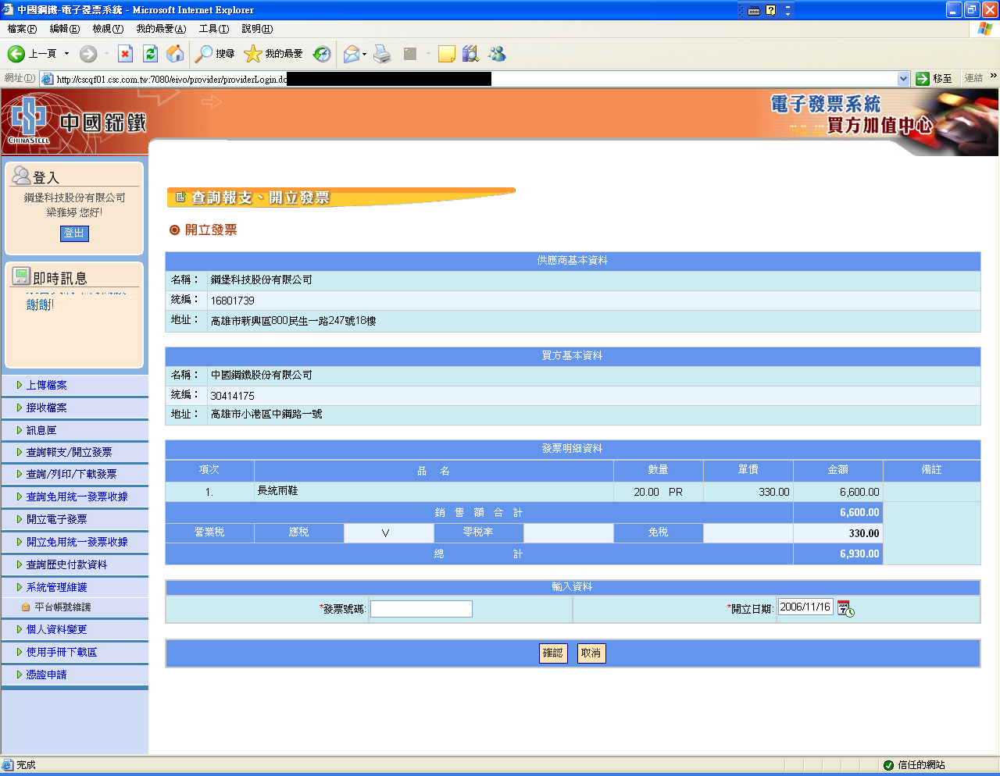 中國鋼鐵-電子發票系統 - Microsoft Internet Explorer
檔案(F) 編輯(E) 檢視(V) 我的最愛(A) 工具(T) 說明(H)
上一頁 搜尋 我的最愛
網址(D) http://cscqf01.csc.com.tw:7080/eivo/provider/providerLogin.do 移至 連結 »
CHINA STEEL 中國鋼鐵
電子發票系統
買方加值中心
登入
鋼堡科技股份有限公司
梁雅婷 您好!
登出
即時訊息
謝謝!
上傳檔案
接收檔案
訊息匣
查詢報支/開立發票
查詢/列印/下載發票
查詢免用統一發票收據
開立電子發票
開立免用統一發票收據
查詢歷史付款資料
系統管理維護
平台帳號維護
個人資料變更
使用手冊下載區
憑證申請
查詢報支、開立發票
開立發票
供應商基本資料
名稱： 鋼堡科技股份有限公司
統編： 16801739
地址： 高雄市新興區800民生一路247號18樓
買方基本資料
名稱： 中國鋼鐵股份有限公司
統編： 30414175
地址： 高雄市小港區中鋼路一號
發票明細資料
項次 品 名 數量 單價 金額 備註
1. 長統雨鞋 20.00 PR 330.00 6,600.00
銷 售 額 合 計 6,600.00
營業稅 應稅 V 零稅率 免稅 330.00
總 計 6,930.00
輸入資料
*發票號碼: *開立日期: 2006/11/16
確認 取消
完成 信任的網站